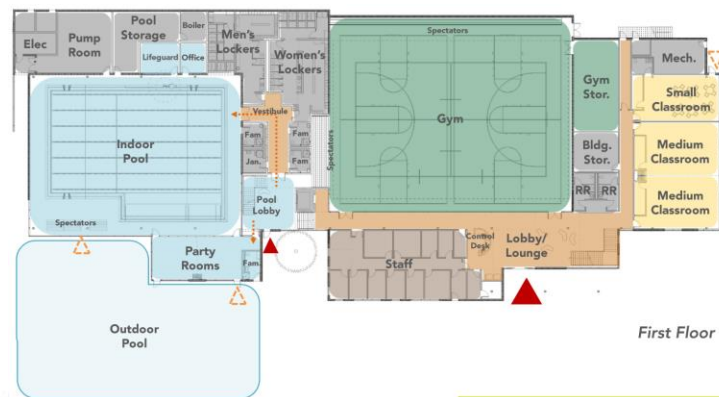 Elec
Pump
Room
Pool
Storage
Boiler
Lifeguard
Office
Men's
Lockers
Women's
Lockers
Spectators
Gym
Spectators
Gym
Stor.
Bldg.
Stor.
RR
RR
Mech.
Small
Classroom
Medium
Classroom
Medium
Classroom
Indoor
Pool
Spectators
Vestibule
Fam
Fam
Jan.
Fam
Pool
Lobby
Party
Rooms
Fam.
Staff
Control
Desk
Lobby/
Lounge
Outdoor
Pool
First Floor